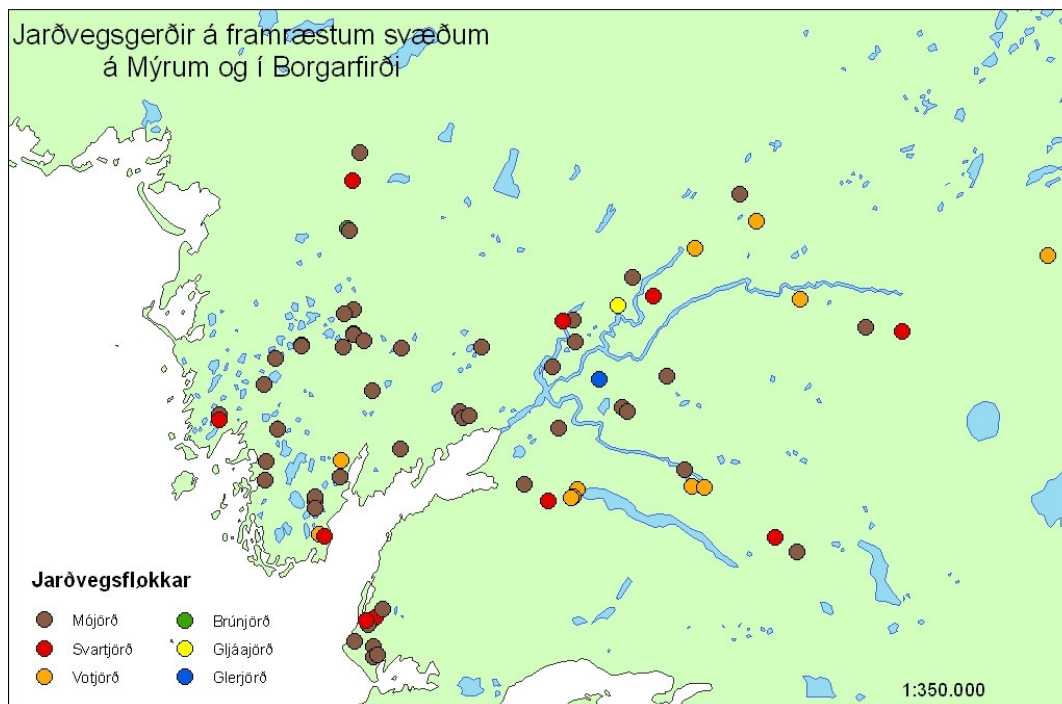 Jarðvegsgerðir á framræstum svæðum
á Mýrum og í Borgarfirði
Jarðvegsflokkar
Mójörð
Svartjörð
Votjörð
Brúnjörð
Gljáajörð
Glerjörð
1:350.000